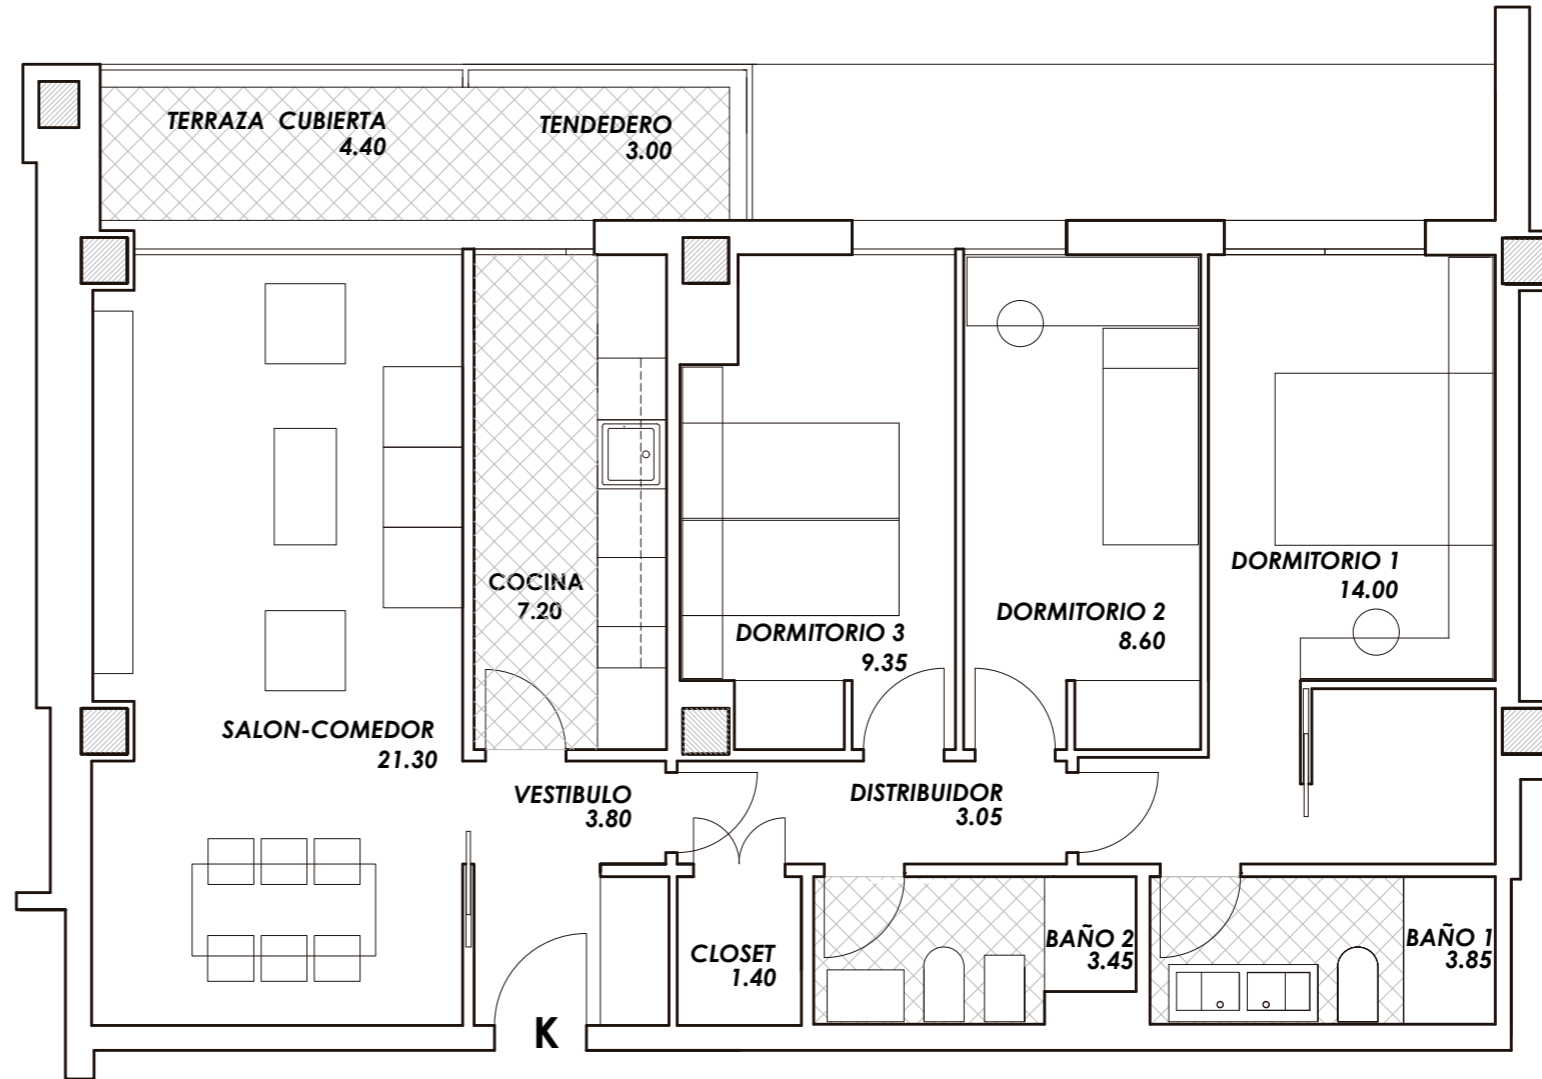 TERRAZA CUBIERTA
4.40
TENDEDERO
3.00
COCINA
7.20
DORMITORIO 1
14.00
DORMITORIO 2
8.60
DORMITORIO 3
9.35
SALON-COMEDOR
21.30
VESTIBULO
3.80
DISTRIBUIDOR
3.05
CLOSET
1.40
BAÑO 2
3.45
BAÑO 1
3.85
K